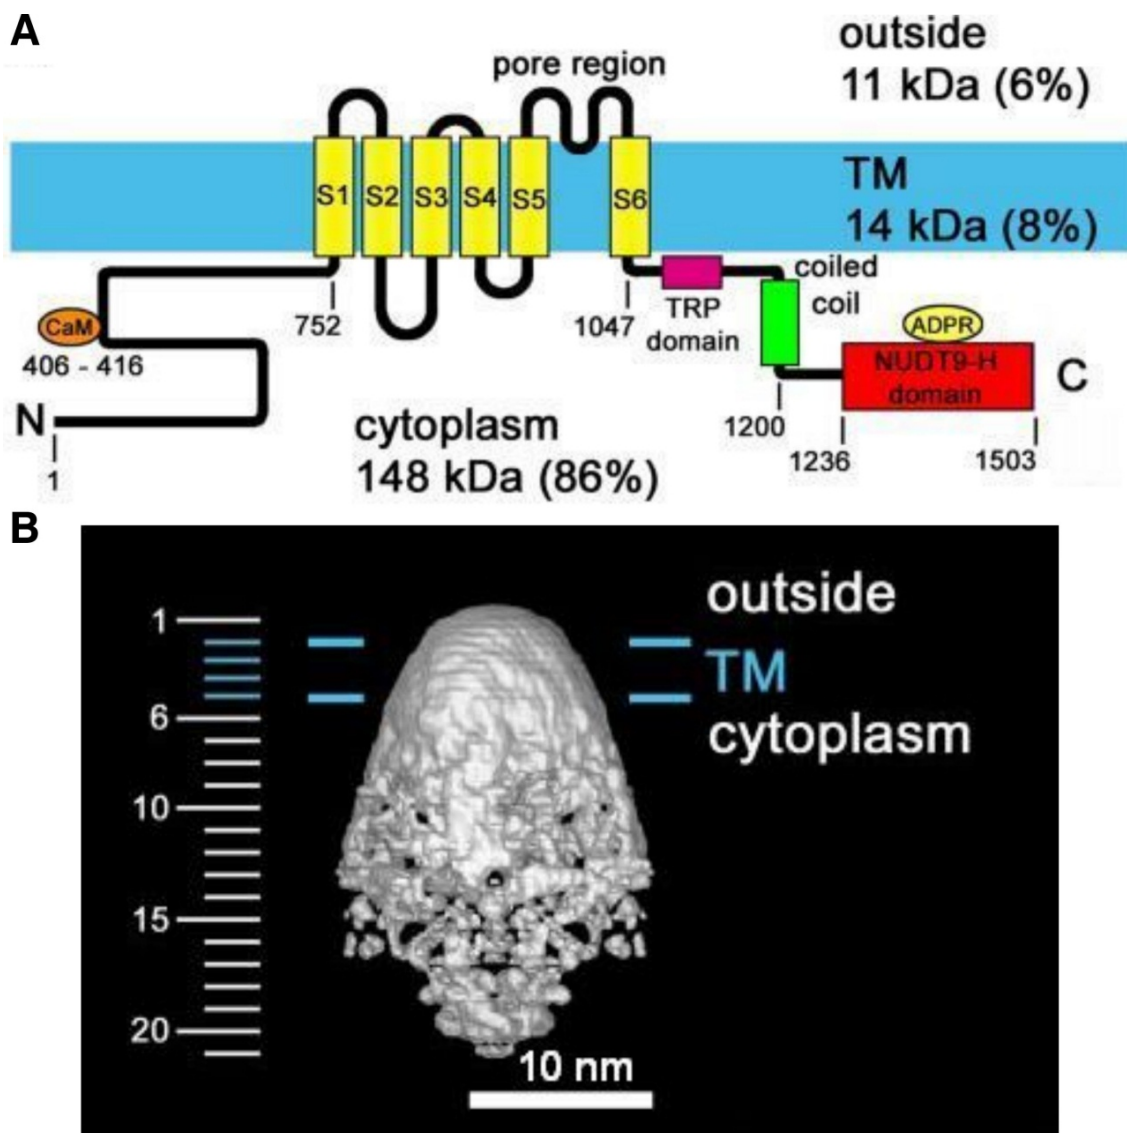 A
outside
11 kDa (6%)
pore region
TM
14 kDa (8%)
S1 S2 S3 S4 S5 S6
coiled
coil
TRP
domain
CaM
406 - 416
752
1047
ADPR
NUDT9-H
domain
C
N
1
cytoplasm
148 kDa (86%)
1200
1236
1503
B
outside
TM
cytoplasm
1
6
10
15
20
10 nm